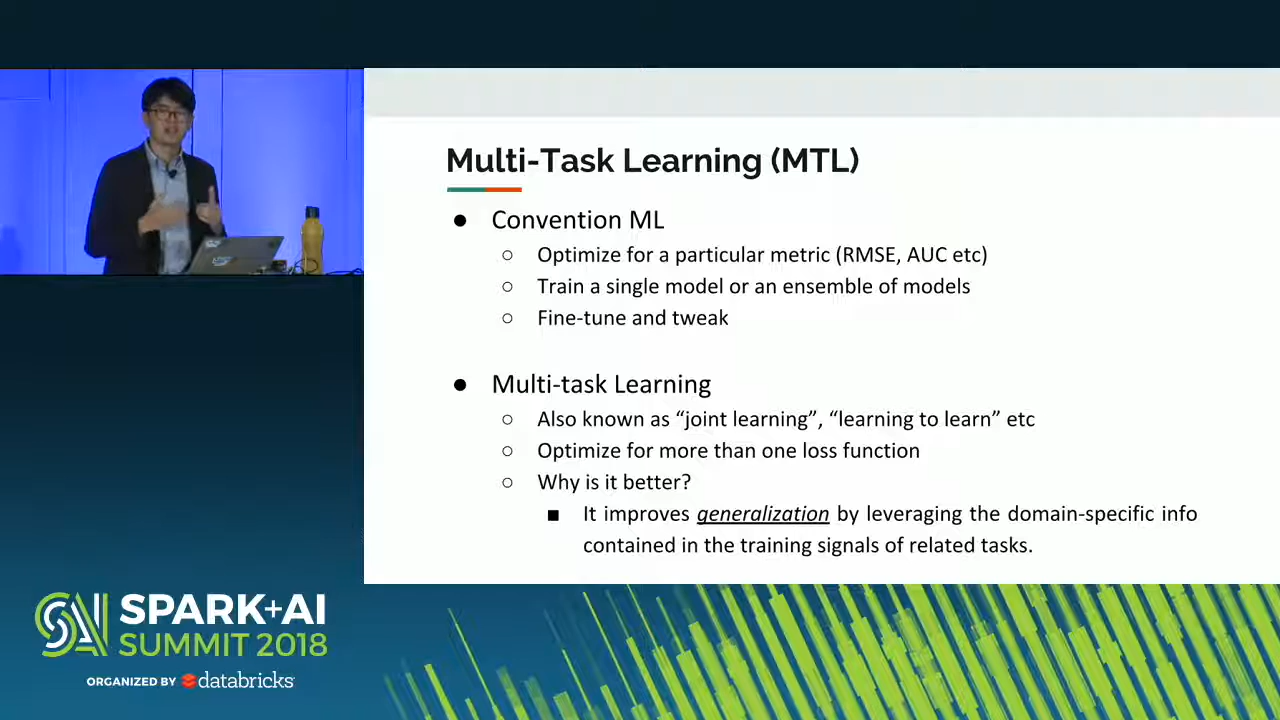 Multi-Task Learning (MTL)
● Convention ML
○ Optimize for a particular metric (RMSE, AUC etc)
○ Train a single model or an ensemble of models
○ Fine-tune and tweak
● Multi-task Learning
○ Also known as “joint learning”, “learning to learn” etc
○ Optimize for more than one loss function
○ Why is it better?
■ It improves generalization by leveraging the domain-specific info
contained in the training signals of related tasks.
SPARK+AI
SUMMIT 2018
ORGANIZED BY databricks